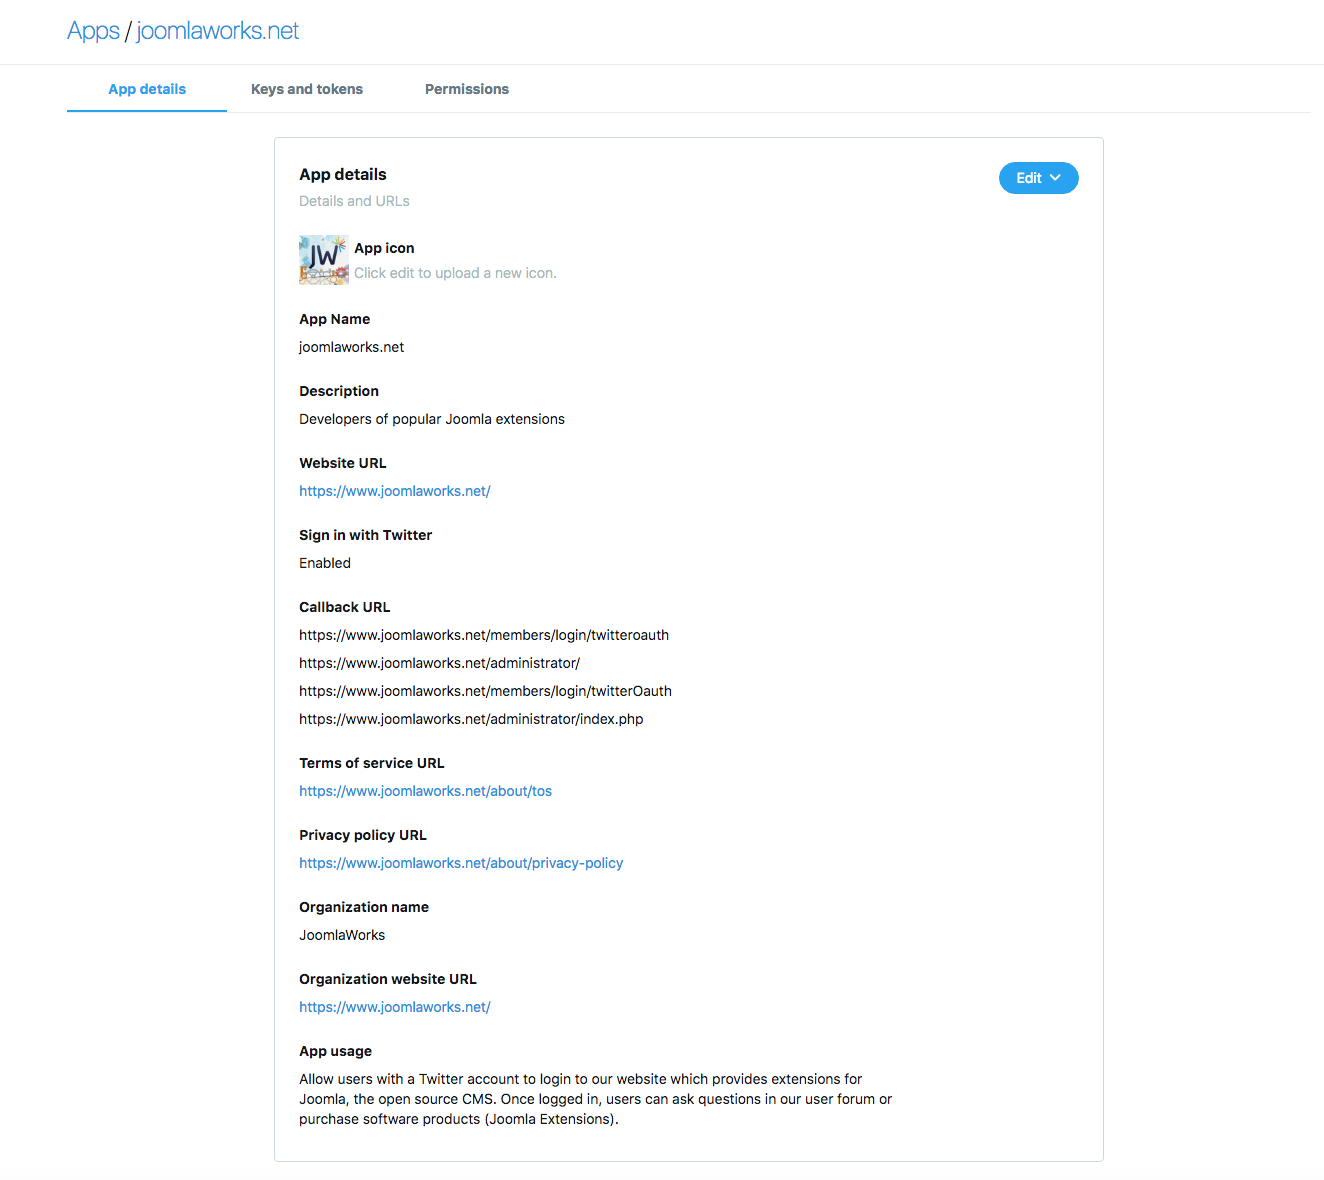 Apps / joomlaworks.net
App details
Keys and tokens
Permissions
App details
Edit
Details and URLs
JW
App icon
Click edit to upload a new icon.
App Name
joomlaworks.net
Description
Developers of popular Joomla extensions
Website URL
https://www.joomlaworks.net/
Sign in with Twitter
Enabled
Callback URL
https://www.joomlaworks.net/members/login/twitteroauth
https://www.joomlaworks.net/administrator/
https://www.joomlaworks.net/members/login/twitterOauth
https://www.joomlaworks.net/administrator/index.php
Terms of service URL
https://www.joomlaworks.net/about/tos
Privacy policy URL
https://www.joomlaworks.net/about/privacy-policy
Organization name
JoomlaWorks
Organization website URL
https://www.joomlaworks.net/
App usage
Allow users with a Twitter account to login to our website which provides extensions for
Joomla, the open source CMS. Once logged in, users can ask questions in our user forum or
purchase software products (Joomla Extensions).